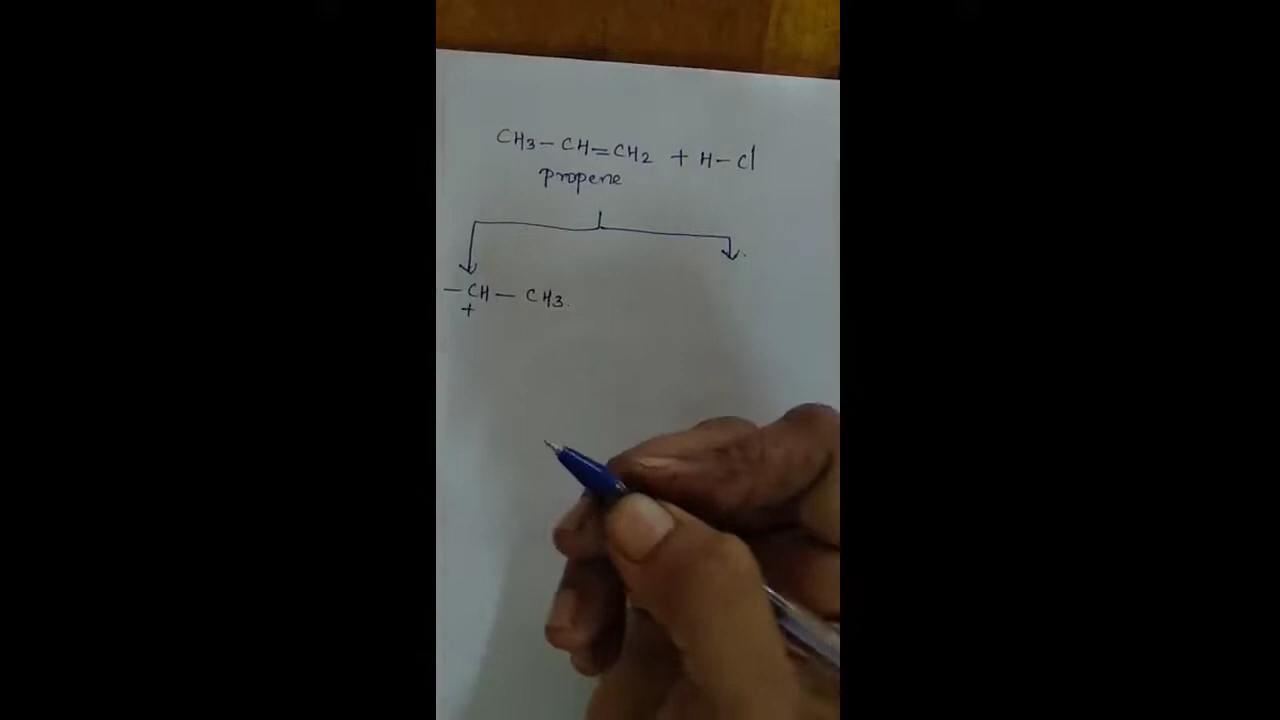 CH3 — CH = CH2 + H — Cl
propene
— CH — CH3.
+